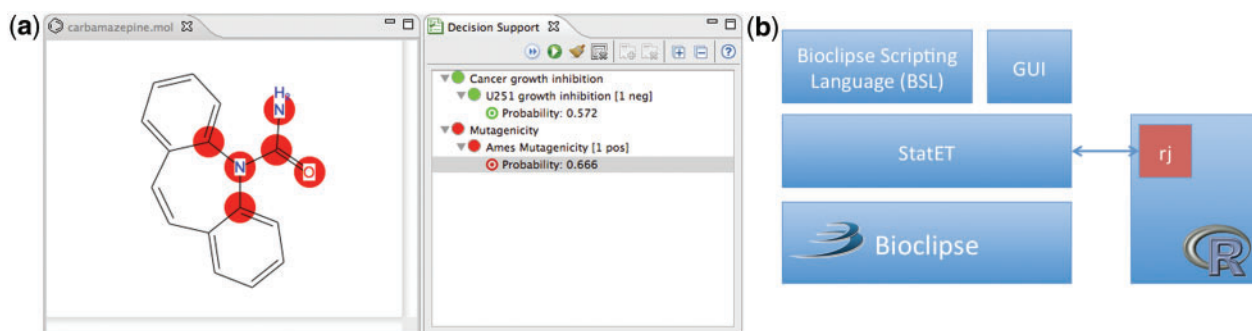 (a)
carbamazepine.mol
H₂
N
N
O
Decision Support
Cancer growth inhibition
U251 growth inhibition [1 neg]
Probability: 0.572
Mutagenicity
Ames Mutagenicity [1 pos]
Probability: 0.666
(b)
Bioclipse Scripting
Language (BSL)
GUI
StatET
rj
Bioclipse
R